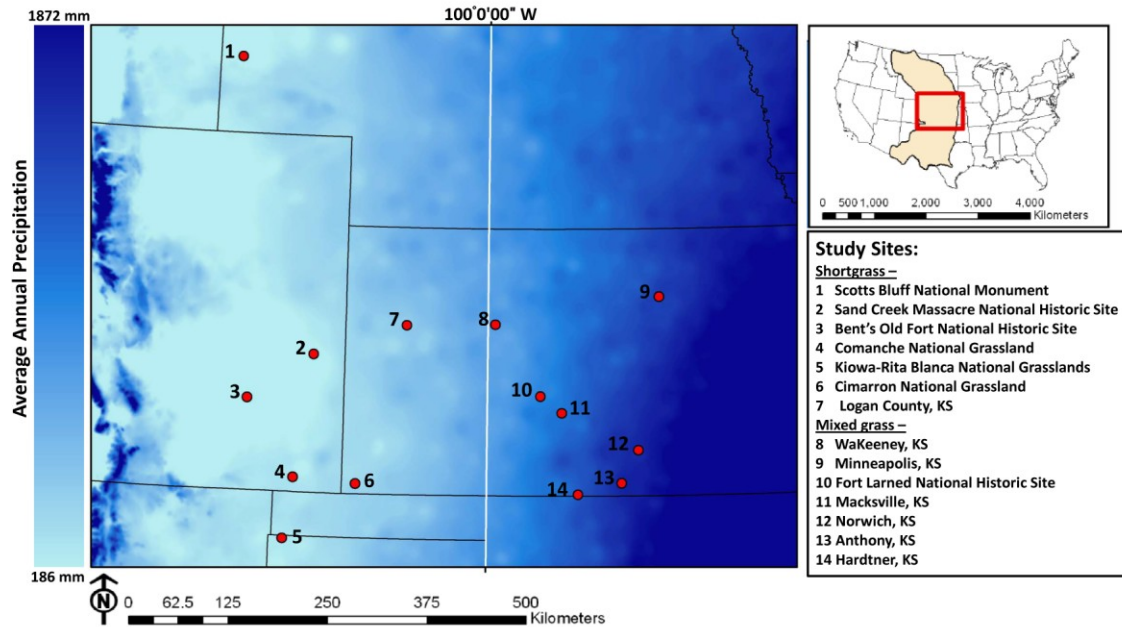 1872 mm
100°0'00" W
Average Annual Precipitation
186 mm
1
2
3
4
5
6
7
8
9
10
11
12
13
14
N
0 62.5 125 250 375 500
Kilometers
0 500 1,000 2,000 3,000 4,000
Kilometers
Study Sites:
Shortgrass –
1 Scotts Bluff National Monument
2 Sand Creek Massacre National Historic Site
3 Bent's Old Fort National Historic Site
4 Comanche National Grassland
5 Kiowa-Rita Blanca National Grasslands
6 Cimarron National Grassland
7 Logan County, KS
Mixed grass –
8 WaKeeney, KS
9 Minneapolis, KS
10 Fort Larned National Historic Site
11 Macksville, KS
12 Norwich, KS
13 Anthony, KS
14 Hardtner, KS